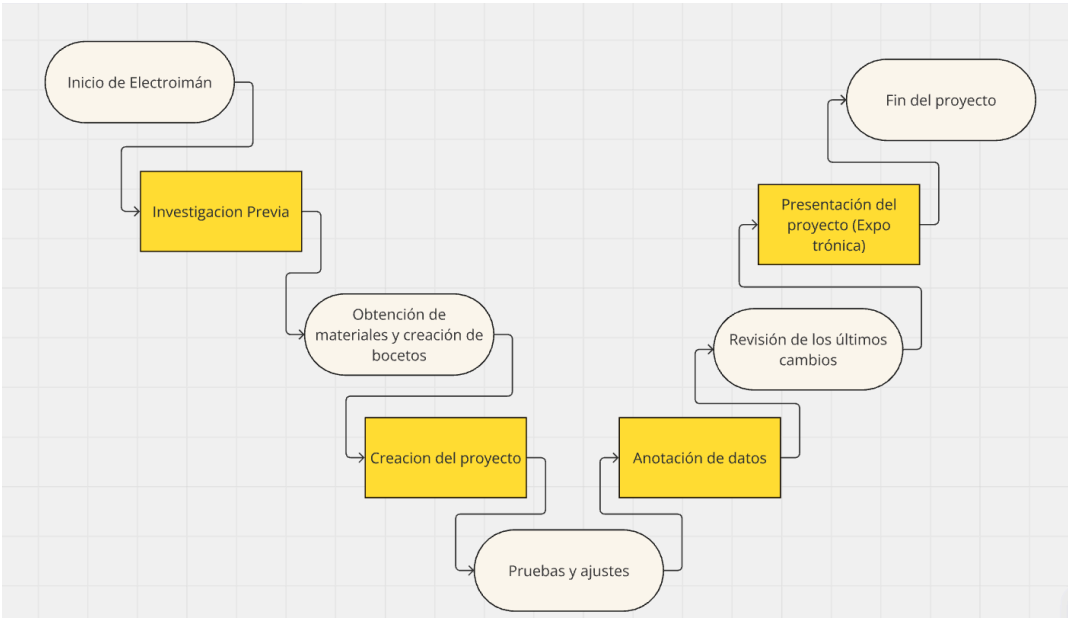 Inicio de Electroimán
Investigacion Previa
Obtención de
materiales y creación de
bocetos
Creacion del proyecto
Pruebas y ajustes
Anotación de datos
Revisión de los últimos
cambios
Presentación del
proyecto (Expo
trónica)
Fin del proyecto